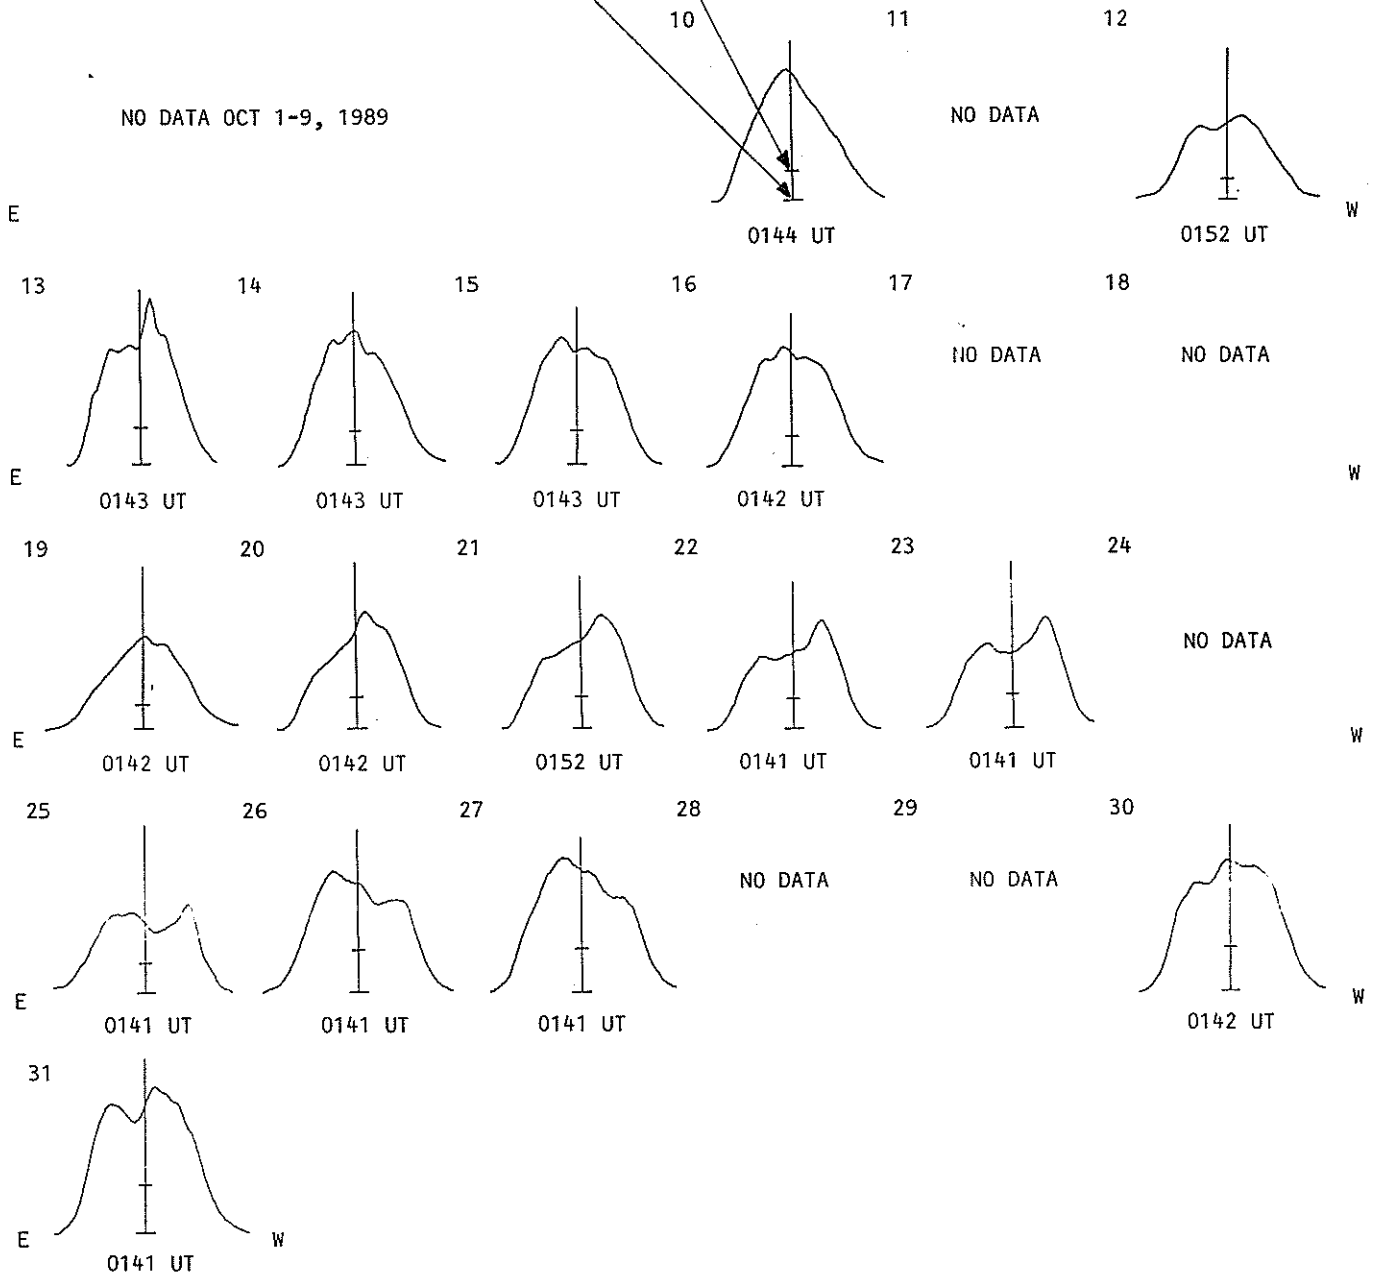 10 11 12
NO DATA OCT 1-9, 1989
NO DATA
E W
0144 UT 0152 UT
13 14 15 16 17 18
NO DATA NO DATA
E W
0143 UT 0143 UT 0143 UT 0142 UT
19 20 21 22 23 24
NO DATA
E W
0142 UT 0142 UT 0152 UT 0141 UT 0141 UT
25 26 27 28 29 30
NO DATA NO DATA
E W
0141 UT 0141 UT 0141 UT 0142 UT
31
E W
0141 UT